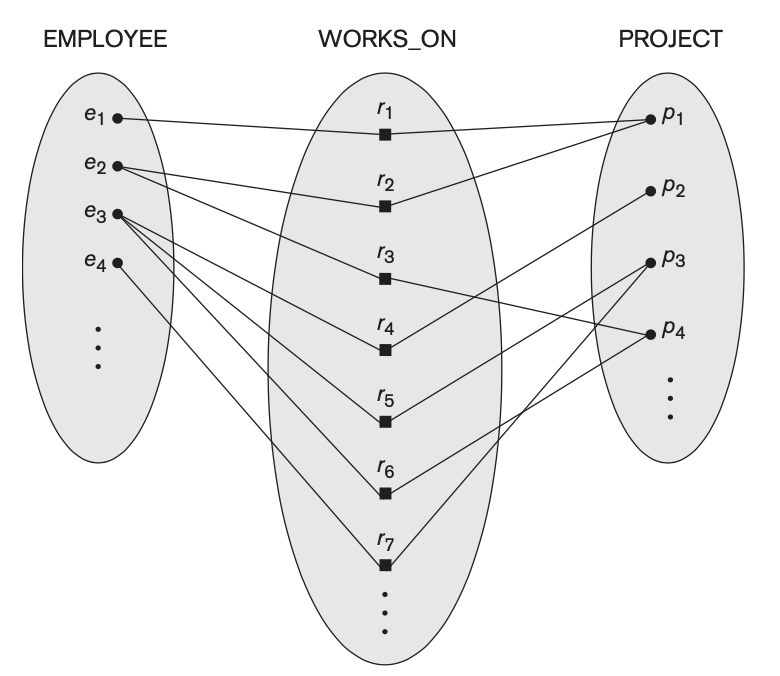 EMPLOYEE WORKS_ON PROJECT
e1
e2
e3
e4
r1
r2
r3
r4
r5
r6
r7
p1
p2
p3
p4